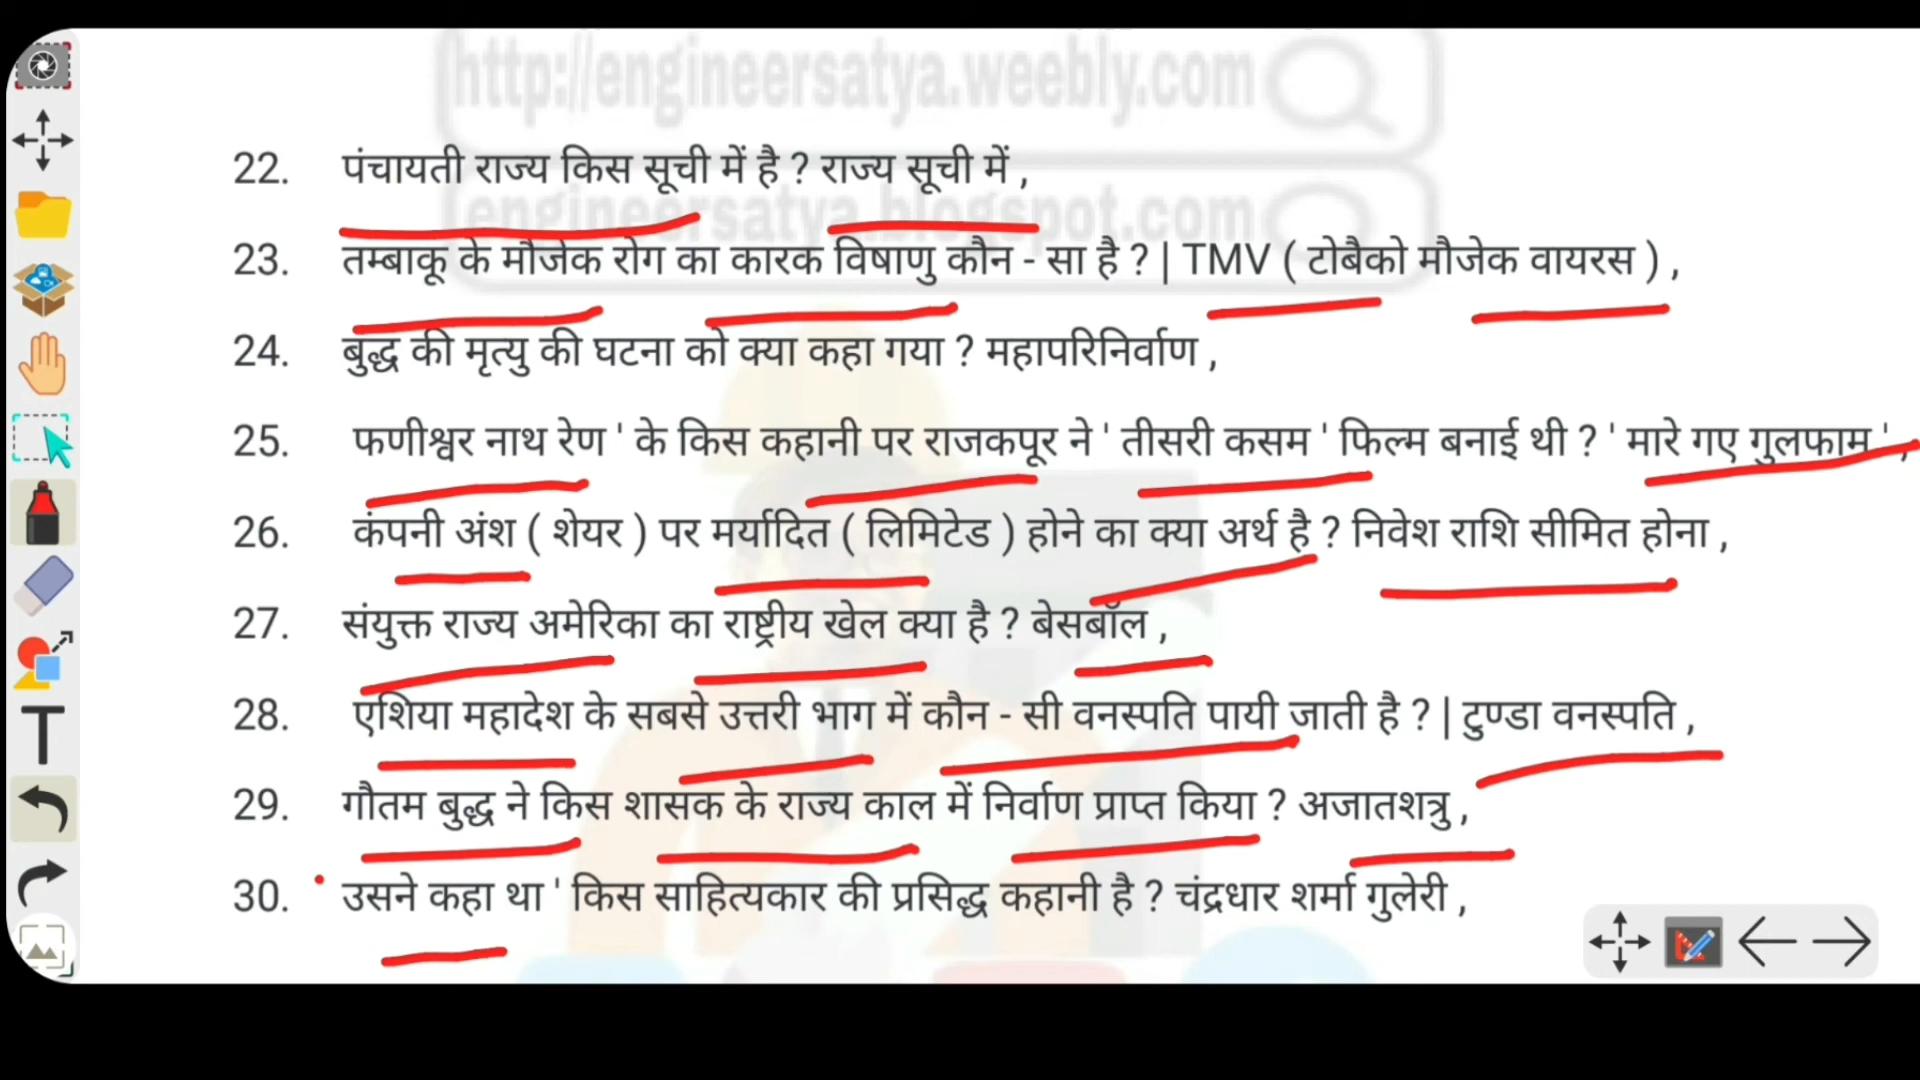 http://engineersatya.weebly.com
engineersatya.blogspot.com
22. पंचायती राज्य किस सूची में है ? राज्य सूची में ,
23. तम्बाकू के मौजेक रोग का कारक विषाणु कौन - सा है ? | TMV ( टोबैको मौजेक वायरस ) ,
24. बुद्ध की मृत्यु की घटना को क्या कहा गया ? महापरिनिर्वाण ,
25. फणीश्वर नाथ रेण ' के किस कहानी पर राजकपूर ने ' तीसरी कसम ' फिल्म बनाई थी ? ' मारे गए गुलफाम ' ,
26. कंपनी अंश ( शेयर ) पर मर्यादित ( लिमिटेड ) होने का क्या अर्थ है ? निवेश राशि सीमित होना ,
27. संयुक्त राज्य अमेरिका का राष्ट्रीय खेल क्या है ? बेसबॉल ,
28. एशिया महादेश के सबसे उत्तरी भाग में कौन - सी वनस्पति पायी जाती है ? | टुण्डा वनस्पति ,
29. गौतम बुद्ध ने किस शासक के राज्य काल में निर्वाण प्राप्त किया ? अजातशत्रु ,
30. उसने कहा था ' किस साहित्यकार की प्रसिद्ध कहानी है ? चंद्रधार शर्मा गुलेरी ,